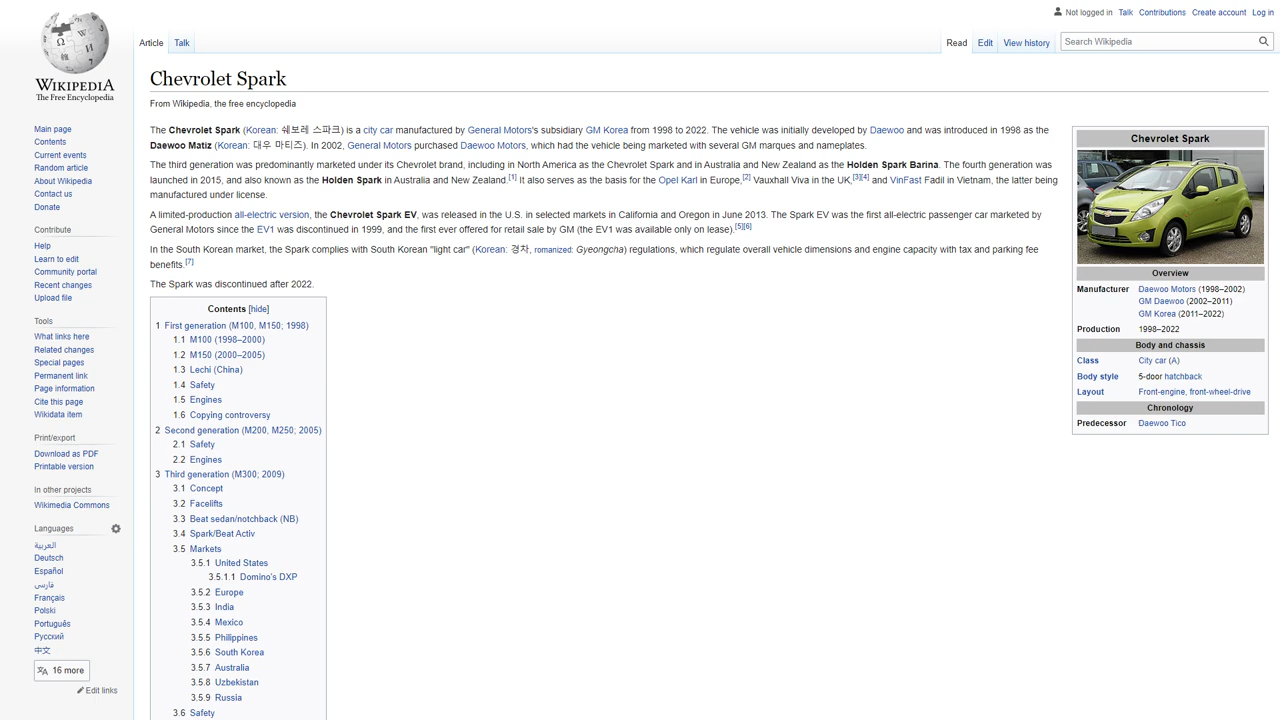 Not logged in Talk Contributions Create account Log in
Article Talk Read Edit View history Search Wikipedia
WIKIPEDIA
The Free Encyclopedia
Main page
Contents
Current events
Random article
About Wikipedia
Contact us
Donate
Contribute
Help
Learn to edit
Community portal
Recent changes
Upload file
Tools
What links here
Related changes
Special pages
Permanent link
Page information
Cite this page
Wikidata item
Print/export
Download as PDF
Printable version
In other projects
Wikimedia Commons
Languages
العربية
Deutsch
Español
فارسی
Français
Polski
Português
Русский
中文
16 more
Edit links
Chevrolet Spark
From Wikipedia, the free encyclopedia
The Chevrolet Spark (Korean: 쉐보레 스파크) is a city car manufactured by General Motors's subsidiary GM Korea from 1998 to 2022. The vehicle was initially developed by Daewoo and was introduced in 1998 as the
Daewoo Matiz (Korean: 대우 마티즈). In 2002, General Motors purchased Daewoo Motors, which had the vehicle being marketed with several GM marques and nameplates.
The third generation was predominantly marketed under its Chevrolet brand, including in North America as the Chevrolet Spark and in Australia and New Zealand as the Holden Spark Barina. The fourth generation was
launched in 2015, and also known as the Holden Spark in Australia and New Zealand.[1] It also serves as the basis for the Opel Karl in Europe,[2] Vauxhall Viva in the UK,[3][4] and VinFast Fadil in Vietnam, the latter being
manufactured under license.
A limited-production all-electric version, the Chevrolet Spark EV, was released in the U.S. in selected markets in California and Oregon in June 2013. The Spark EV was the first all-electric passenger car marketed by
General Motors since the EV1 was discontinued in 1999, and the first ever offered for retail sale by GM (the EV1 was available only on lease).[5][6]
In the South Korean market, the Spark complies with South Korean "light car" (Korean: 경차, romanized: Gyeongcha) regulations, which regulate overall vehicle dimensions and engine capacity with tax and parking fee
benefits.[7]
The Spark was discontinued after 2022.
Contents [hide]
1 First generation (M100, M150; 1998)
1.1 M100 (1998–2000)
1.2 M150 (2000–2005)
1.3 Lechi (China)
1.4 Safety
1.5 Engines
1.6 Copying controversy
2 Second generation (M200, M250; 2005)
2.1 Safety
2.2 Engines
3 Third generation (M300; 2009)
3.1 Concept
3.2 Facelifts
3.3 Beat sedan/notchback (NB)
3.4 Spark/Beat Activ
3.5 Markets
3.5.1 United States
3.5.1.1 Domino's DXP
3.5.2 Europe
3.5.3 India
3.5.4 Mexico
3.5.5 Philippines
3.5.6 South Korea
3.5.7 Australia
3.5.8 Uzbekistan
3.5.9 Russia
3.6 Safety
Chevrolet Spark
Overview
Manufacturer Daewoo Motors (1998–2002)
GM Daewoo (2002–2011)
GM Korea (2011–2022)
Production 1998–2022
Body and chassis
Class City car (A)
Body style 5-door hatchback
Layout Front-engine, front-wheel-drive
Chronology
Predecessor Daewoo Tico